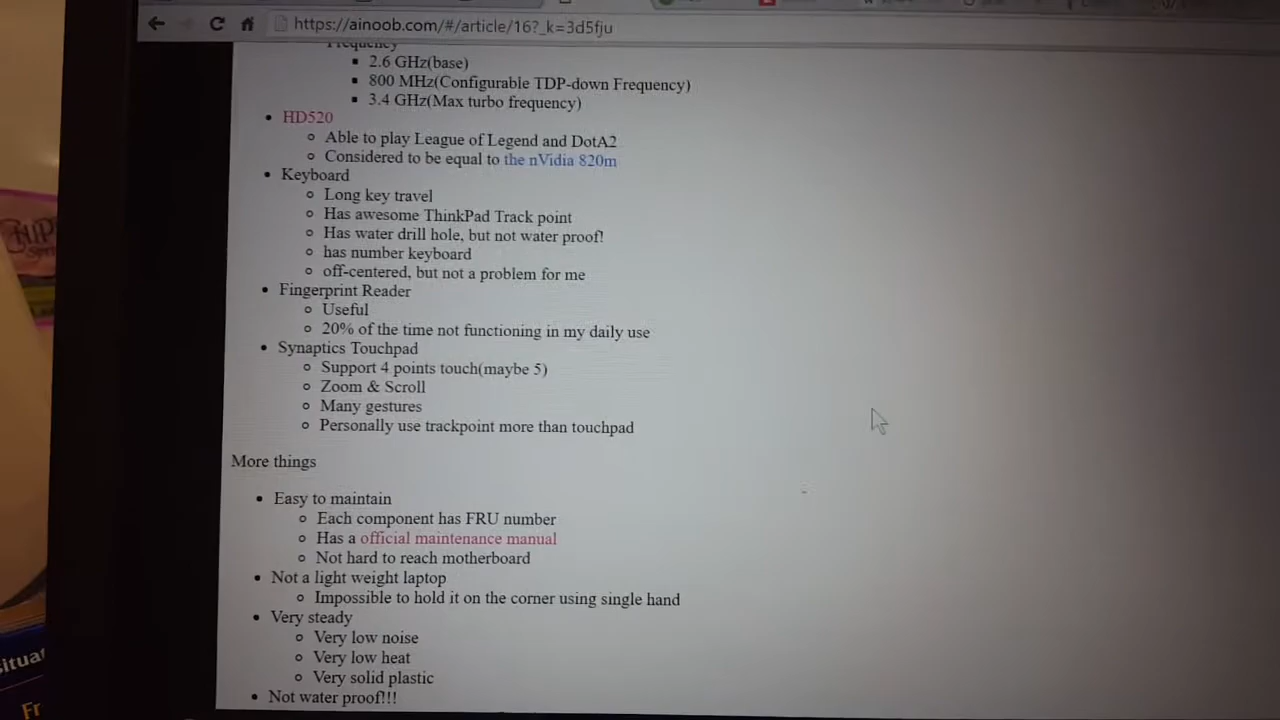 https://ainoob.com/#/article/16?_k=3d5fju
Frequency
2.6 GHz(base)
800 MHz(Configurable TDP-down Frequency)
3.4 GHz(Max turbo frequency)
HD520
Able to play League of Legend and DotA2
Considered to be equal to the nVidia 820m
Keyboard
Long key travel
Has awesome ThinkPad Track point
Has water drill hole, but not water proof!
has number keyboard
off-centered, but not a problem for me
Fingerprint Reader
Useful
20% of the time not functioning in my daily use
Synaptics Touchpad
Support 4 points touch(maybe 5)
Zoom & Scroll
Many gestures
Personally use trackpoint more than touchpad
More things
Easy to maintain
Each component has FRU number
Has a official maintenance manual
Not hard to reach motherboard
Not a light weight laptop
Impossible to hold it on the corner using single hand
Very steady
Very low noise
Very low heat
Very solid plastic
Not water proof!!!
Fr